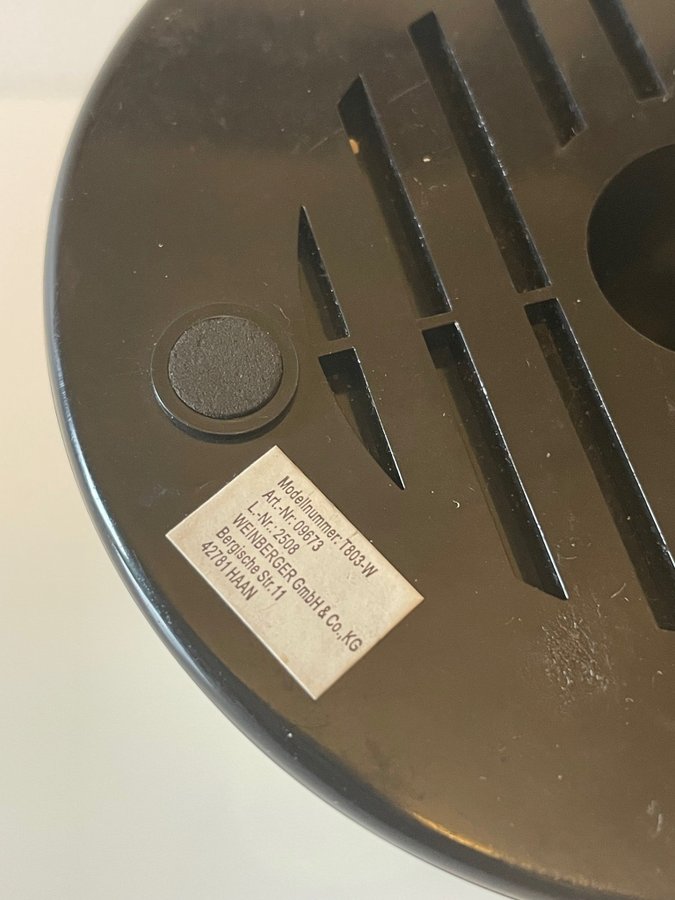 Modellnummer: T803-W
Art.-Nr: 09673
L.-Nr.: 2508
WEINBERGER GmbH & Co.,KG
Bergische Str.11
42781 HAAN